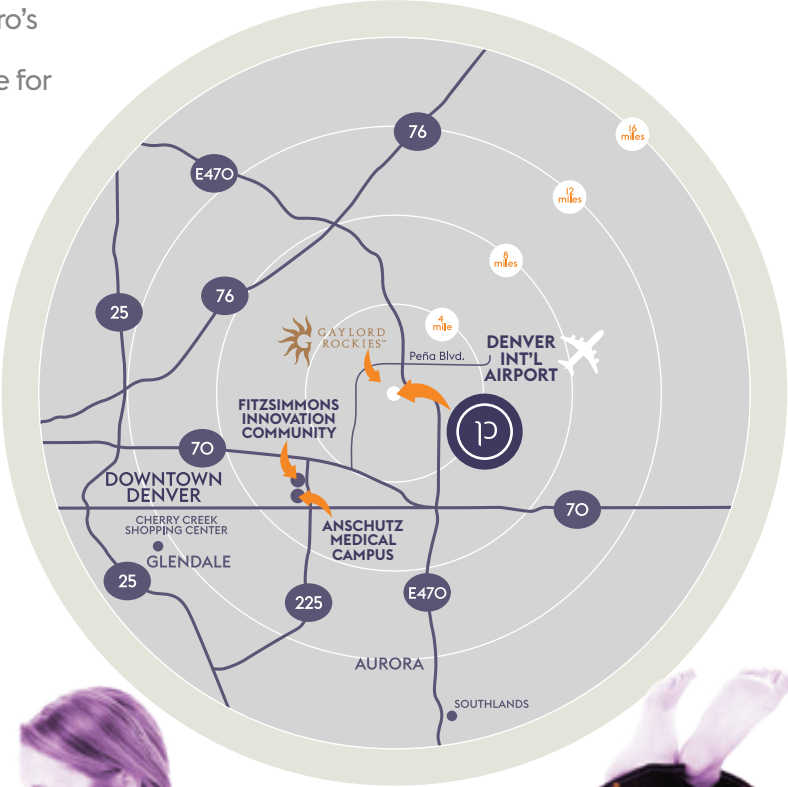 ro's
e for
16
miles
76
12
miles
E470
8
miles
76
25
4
mile
GAYLORD
ROCKIES™
DENVER
INT'L
AIRPORT
Peña Blvd.
FITZSIMMONS
INNOVATION
COMMUNITY
p
70
DOWNTOWN
DENVER
70
CHERRY CREEK
SHOPPING CENTER
ANSCHUTZ
MEDICAL
CAMPUS
GLENDALE
25
225
E470
AURORA
SOUTHLANDS